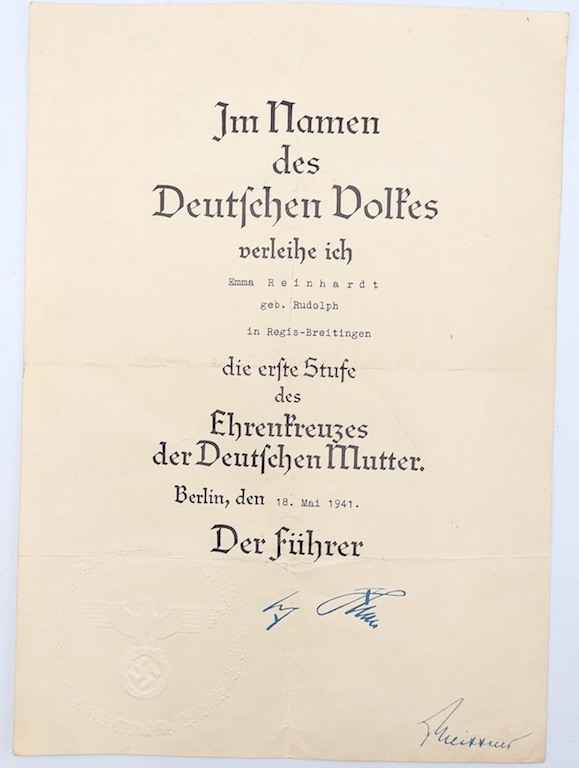 Im Namen
des
Deutschen Volkes
verleihe ich
Emma Reinhardt
geb. Rudolph
in Regis-Breitingen
die erste Stufe
des
Ehrenkreuzes
der Deutschen Mutter.
Berlin, den 18. Mai 1941.
Der Führer